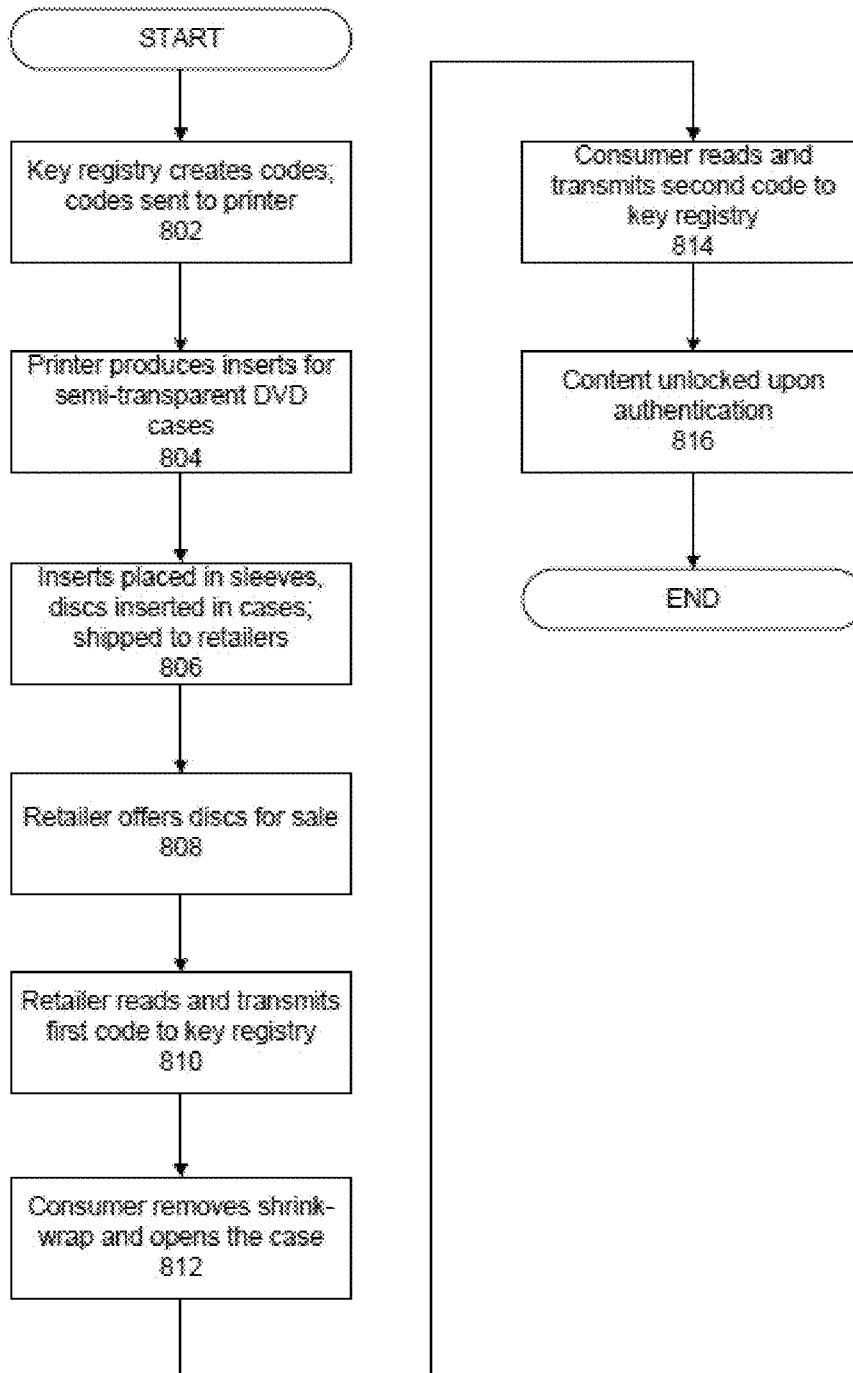 START
Key registry creates codes;
codes sent to printer
802
Printer produces inserts for
semi-transparent DVD
cases
804
Inserts placed in sleeves,
discs inserted in cases;
shipped to retailers
806
Retailer offers discs for sale
808
Retailer reads and transmits
first code to key registry
810
Consumer removes shrink-
wrap and opens the case
812
Consumer reads and
transmits second code to
key registry
814
Content unlocked upon
authentication
816
END